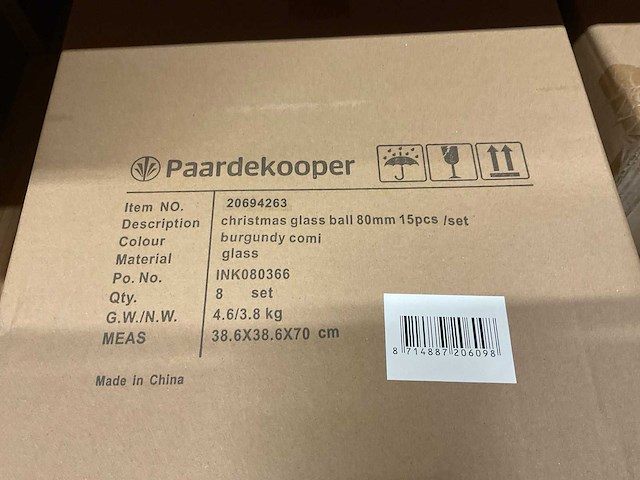 Paardekooper
Item NO. 20694263
Description christmas glass ball 80mm 15pcs /set
Colour burgundy comi
Material glass
Po. No. INK080366
Qty. 8 set
G.W./N.W. 4.6/3.8 kg
MEAS 38.6X38.6X70 cm
8 714887 206098
Made in China